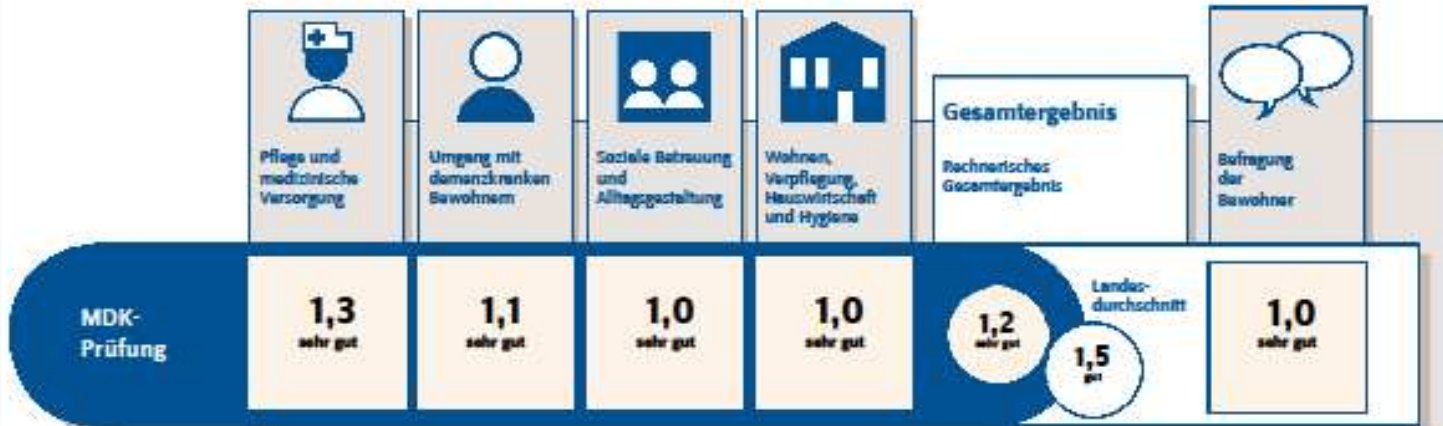 Pflege und
medizinische
Versorgung
Umgang mit
demenzkranken
Bewohnern
Soziale Betreuung
und
Alltagsgestaltung
Wohnen,
Verpflegung,
Hauswirtschaft
und Hygiene
Gesamtergebnis
Rechnerisches
Gesamtergebnis
Befragung
der
Bewohner
MDK-
Prüfung
1,3
sehr gut
1,1
sehr gut
1,0
sehr gut
1,0
sehr gut
1,2
sehr gut
Landes-
durchschnitt
1,5
gut
1,0
sehr gut